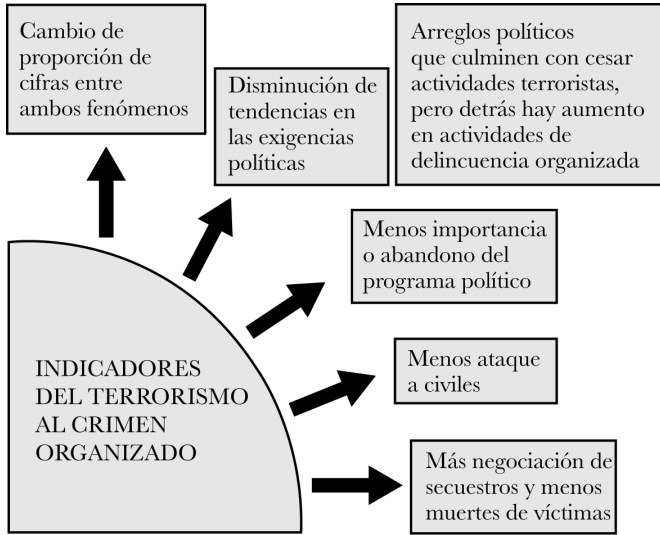 Cambio de
proporción de
cifras entre
ambos fenómenos
Disminución de
tendencias en
las exigencias
políticas
Arreglos políticos
que culminen con cesar
actividades terroristas,
pero detrás hay aumento
en actividades de
delincuencia organizada
Menos importancia
o abandono del
programa político
Menos ataque
a civiles
Más negociación de
secuestros y menos
muertes de víctimas
INDICADORES
DEL TERRORISMO
AL CRIMEN
ORGANIZADO